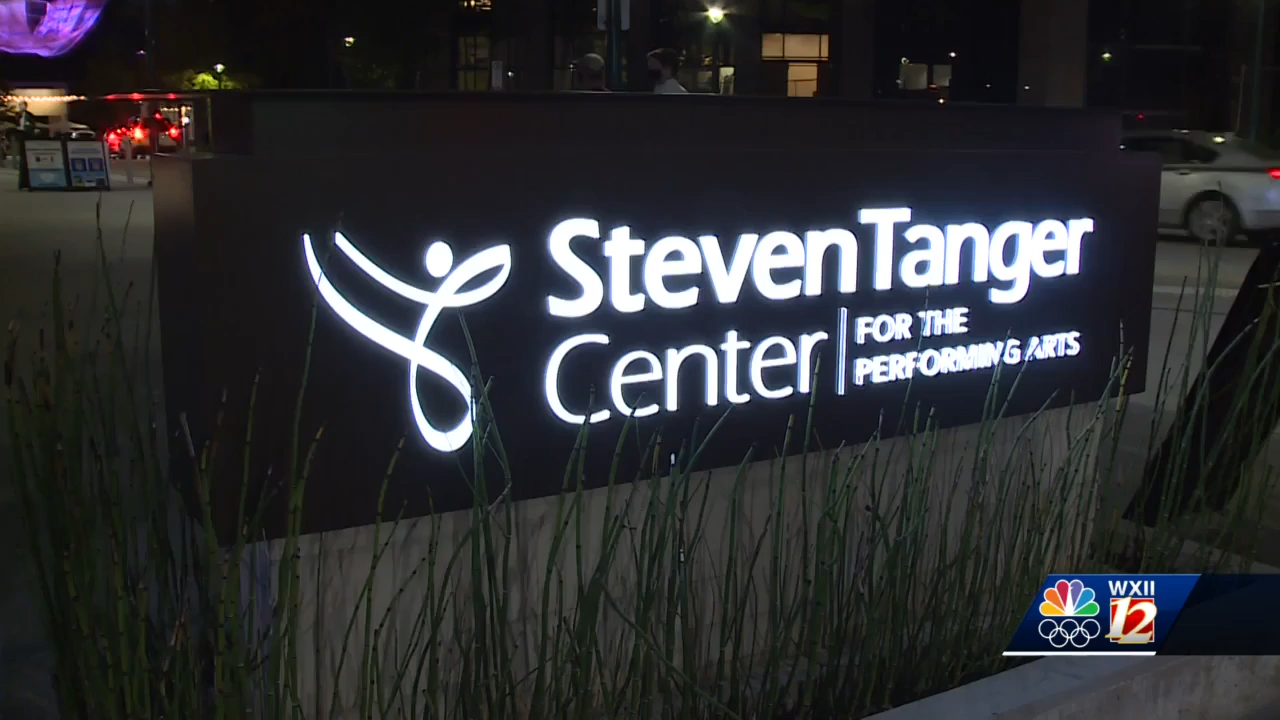 Steven Tanger
Center
FOR THE
PERFORMING ARTS
WXII
12